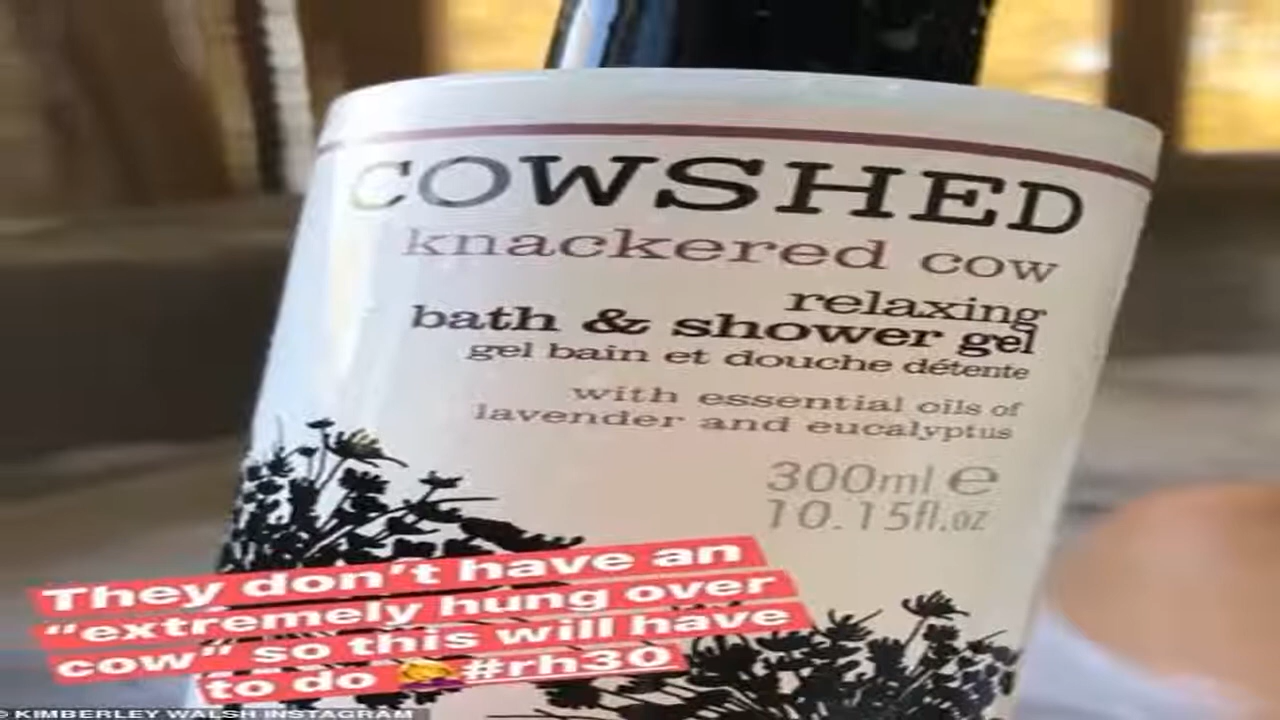 COWSHED
knackered cow
relaxing
bath & shower gel
gel bain et douche détente
with essential oils of
lavender and eucalyptus
300ml e
10.15fl.oz
They don't have an
"extremely hung over
cow" so this will have
to do 🤦‍♀️#rh30
© KIMBERLEY WALSH INSTAGRAM